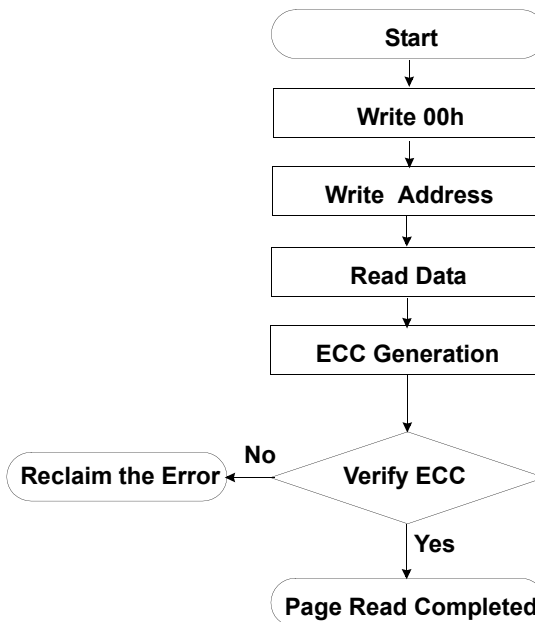 Start
Write 00h
Write Address
Read Data
ECC Generation
No
Reclaim the Error
Verify ECC
Yes
Page Read Completed